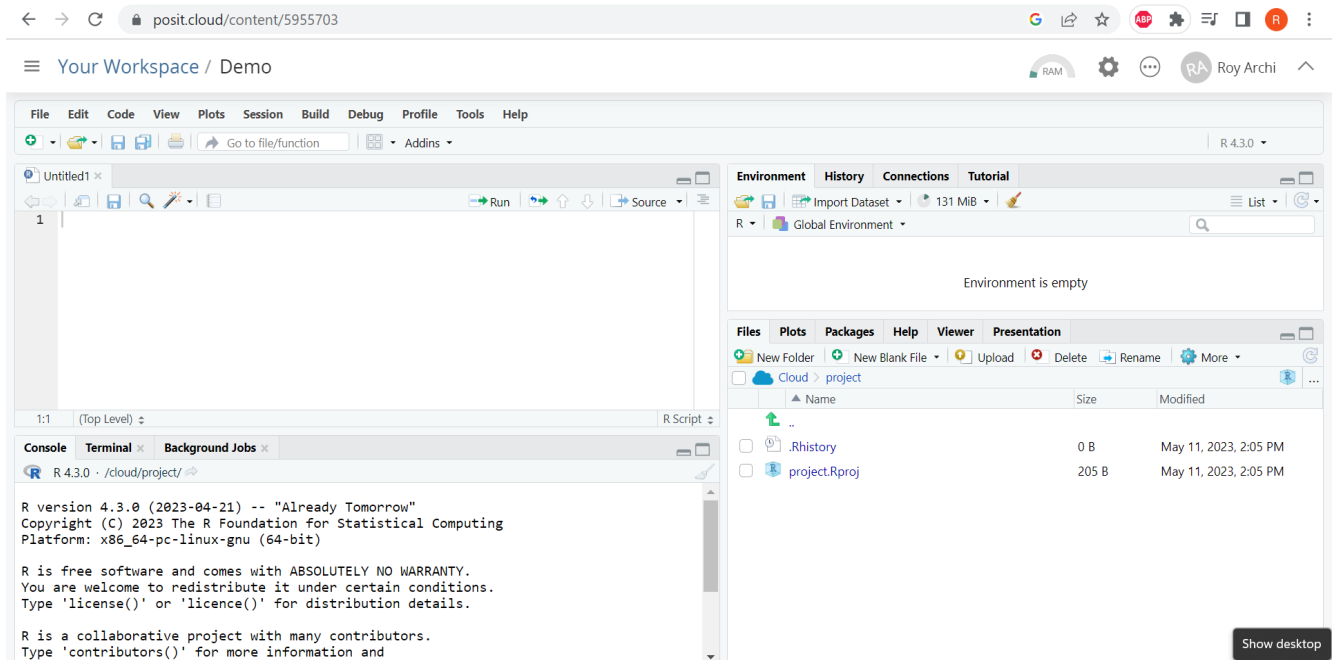 posit.cloud/content/5955703
G ABP R
Your Workspace / Demo
RAM RA Roy Archi
File Edit Code View Plots Session Build Debug Profile Tools Help
Go to file/function Addins R 4.3.0
Untitled1
Run Source
1
1:1 (Top Level) R Script
Console Terminal Background Jobs
R R 4.3.0 · /cloud/project/
R version 4.3.0 (2023-04-21) -- "Already Tomorrow"
Copyright (C) 2023 The R Foundation for Statistical Computing
Platform: x86_64-pc-linux-gnu (64-bit)
R is free software and comes with ABSOLUTELY NO WARRANTY.
You are welcome to redistribute it under certain conditions.
Type 'license()' or 'licence()' for distribution details.
R is a collaborative project with many contributors.
Type 'contributors()' for more information and
Environment History Connections Tutorial
Import Dataset 131 MiB List
R Global Environment
Environment is empty
Files Plots Packages Help Viewer Presentation
New Folder New Blank File Upload Delete Rename More
Cloud project R ...
Name Size Modified
..
.Rhistory 0 B May 11, 2023, 2:05 PM
project.Rproj 205 B May 11, 2023, 2:05 PM
Show desktop